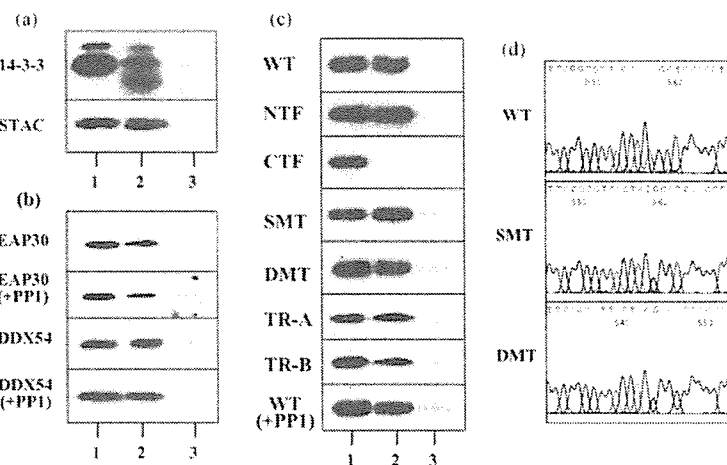 (a)
14-3-3
STAC
1 2 3
(b)
EAP30
EAP30
(+PP1)
DDX54
DDX54
(+PP1)
1 2 3
(c)
WT
NTF
CTF
SMT
DMT
TR-A
TR-B
WT
(+PP1)
1 2 3
(d)
WT
SMT
DMT